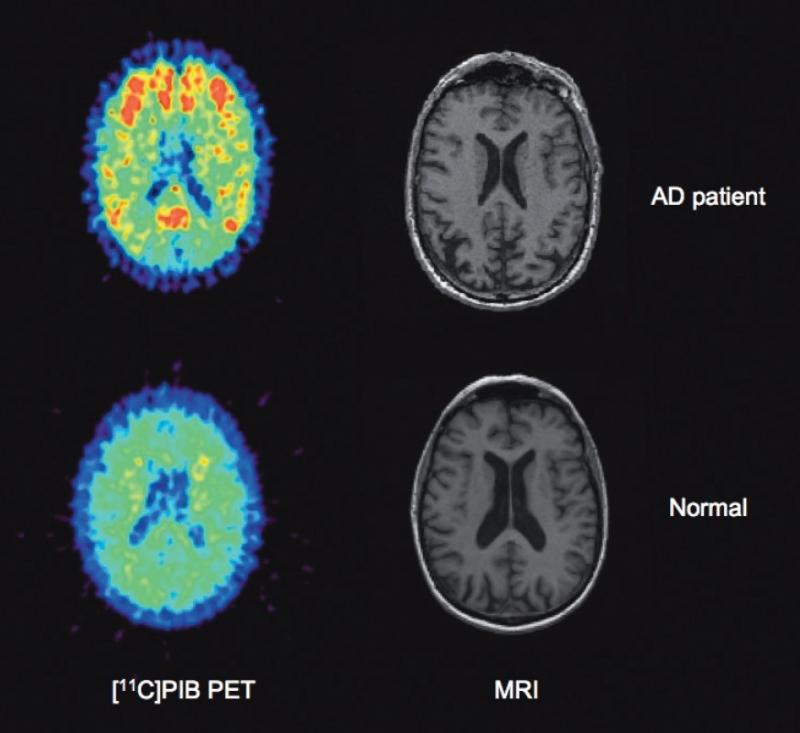 AD patient
Normal
[¹¹C]PIB PET
MRI